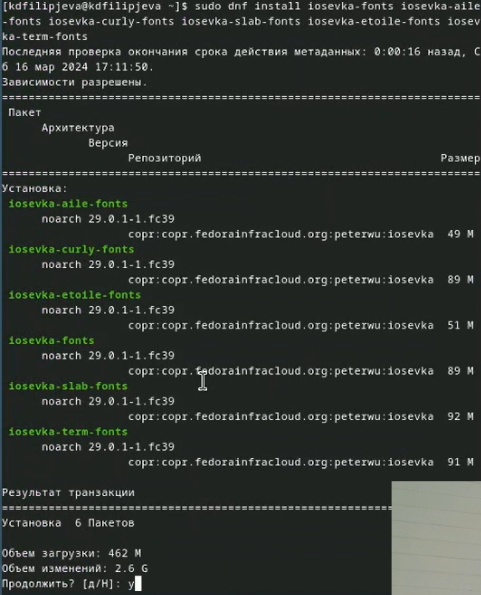 [kdfilipjeva@kdfilipjeva ~]$ sudo dnf install iosevka-fonts iosevka-aile
-fonts iosevka-curly-fonts iosevka-slab-fonts iosevka-etoile-fonts iosev
ka-term-fonts
Последняя проверка окончания срока действия метаданных: 0:00:16 назад, С
б 16 мар 2024 17:11:50.
Зависимости разрешены.
================================================================
Пакет
Архитектура
Версия
Репозиторий Размер
================================================================
Установка:
iosevka-aile-fonts
noarch 29.0.1-1.fc39
copr:copr.fedorainfracloud.org:peterwu:iosevka 49 M
iosevka-curly-fonts
noarch 29.0.1-1.fc39
copr:copr.fedorainfracloud.org:peterwu:iosevka 89 M
iosevka-etoile-fonts
noarch 29.0.1-1.fc39
copr:copr.fedorainfracloud.org:peterwu:iosevka 51 M
iosevka-fonts
noarch 29.0.1-1.fc39
copr:copr.fedorainfracloud.org:peterwu:iosevka 89 M
iosevka-slab-fonts
noarch 29.0.1-1.fc39
copr:copr.fedorainfracloud.org:peterwu:iosevka 92 M
iosevka-term-fonts
noarch 29.0.1-1.fc39
copr:copr.fedorainfracloud.org:peterwu:iosevka 91 M
Результат транзакции
================================================================
Установка 6 Пакетов
Объем загрузки: 462 M
Объем изменений: 2.6 G
Продолжить? [д/Н]: y